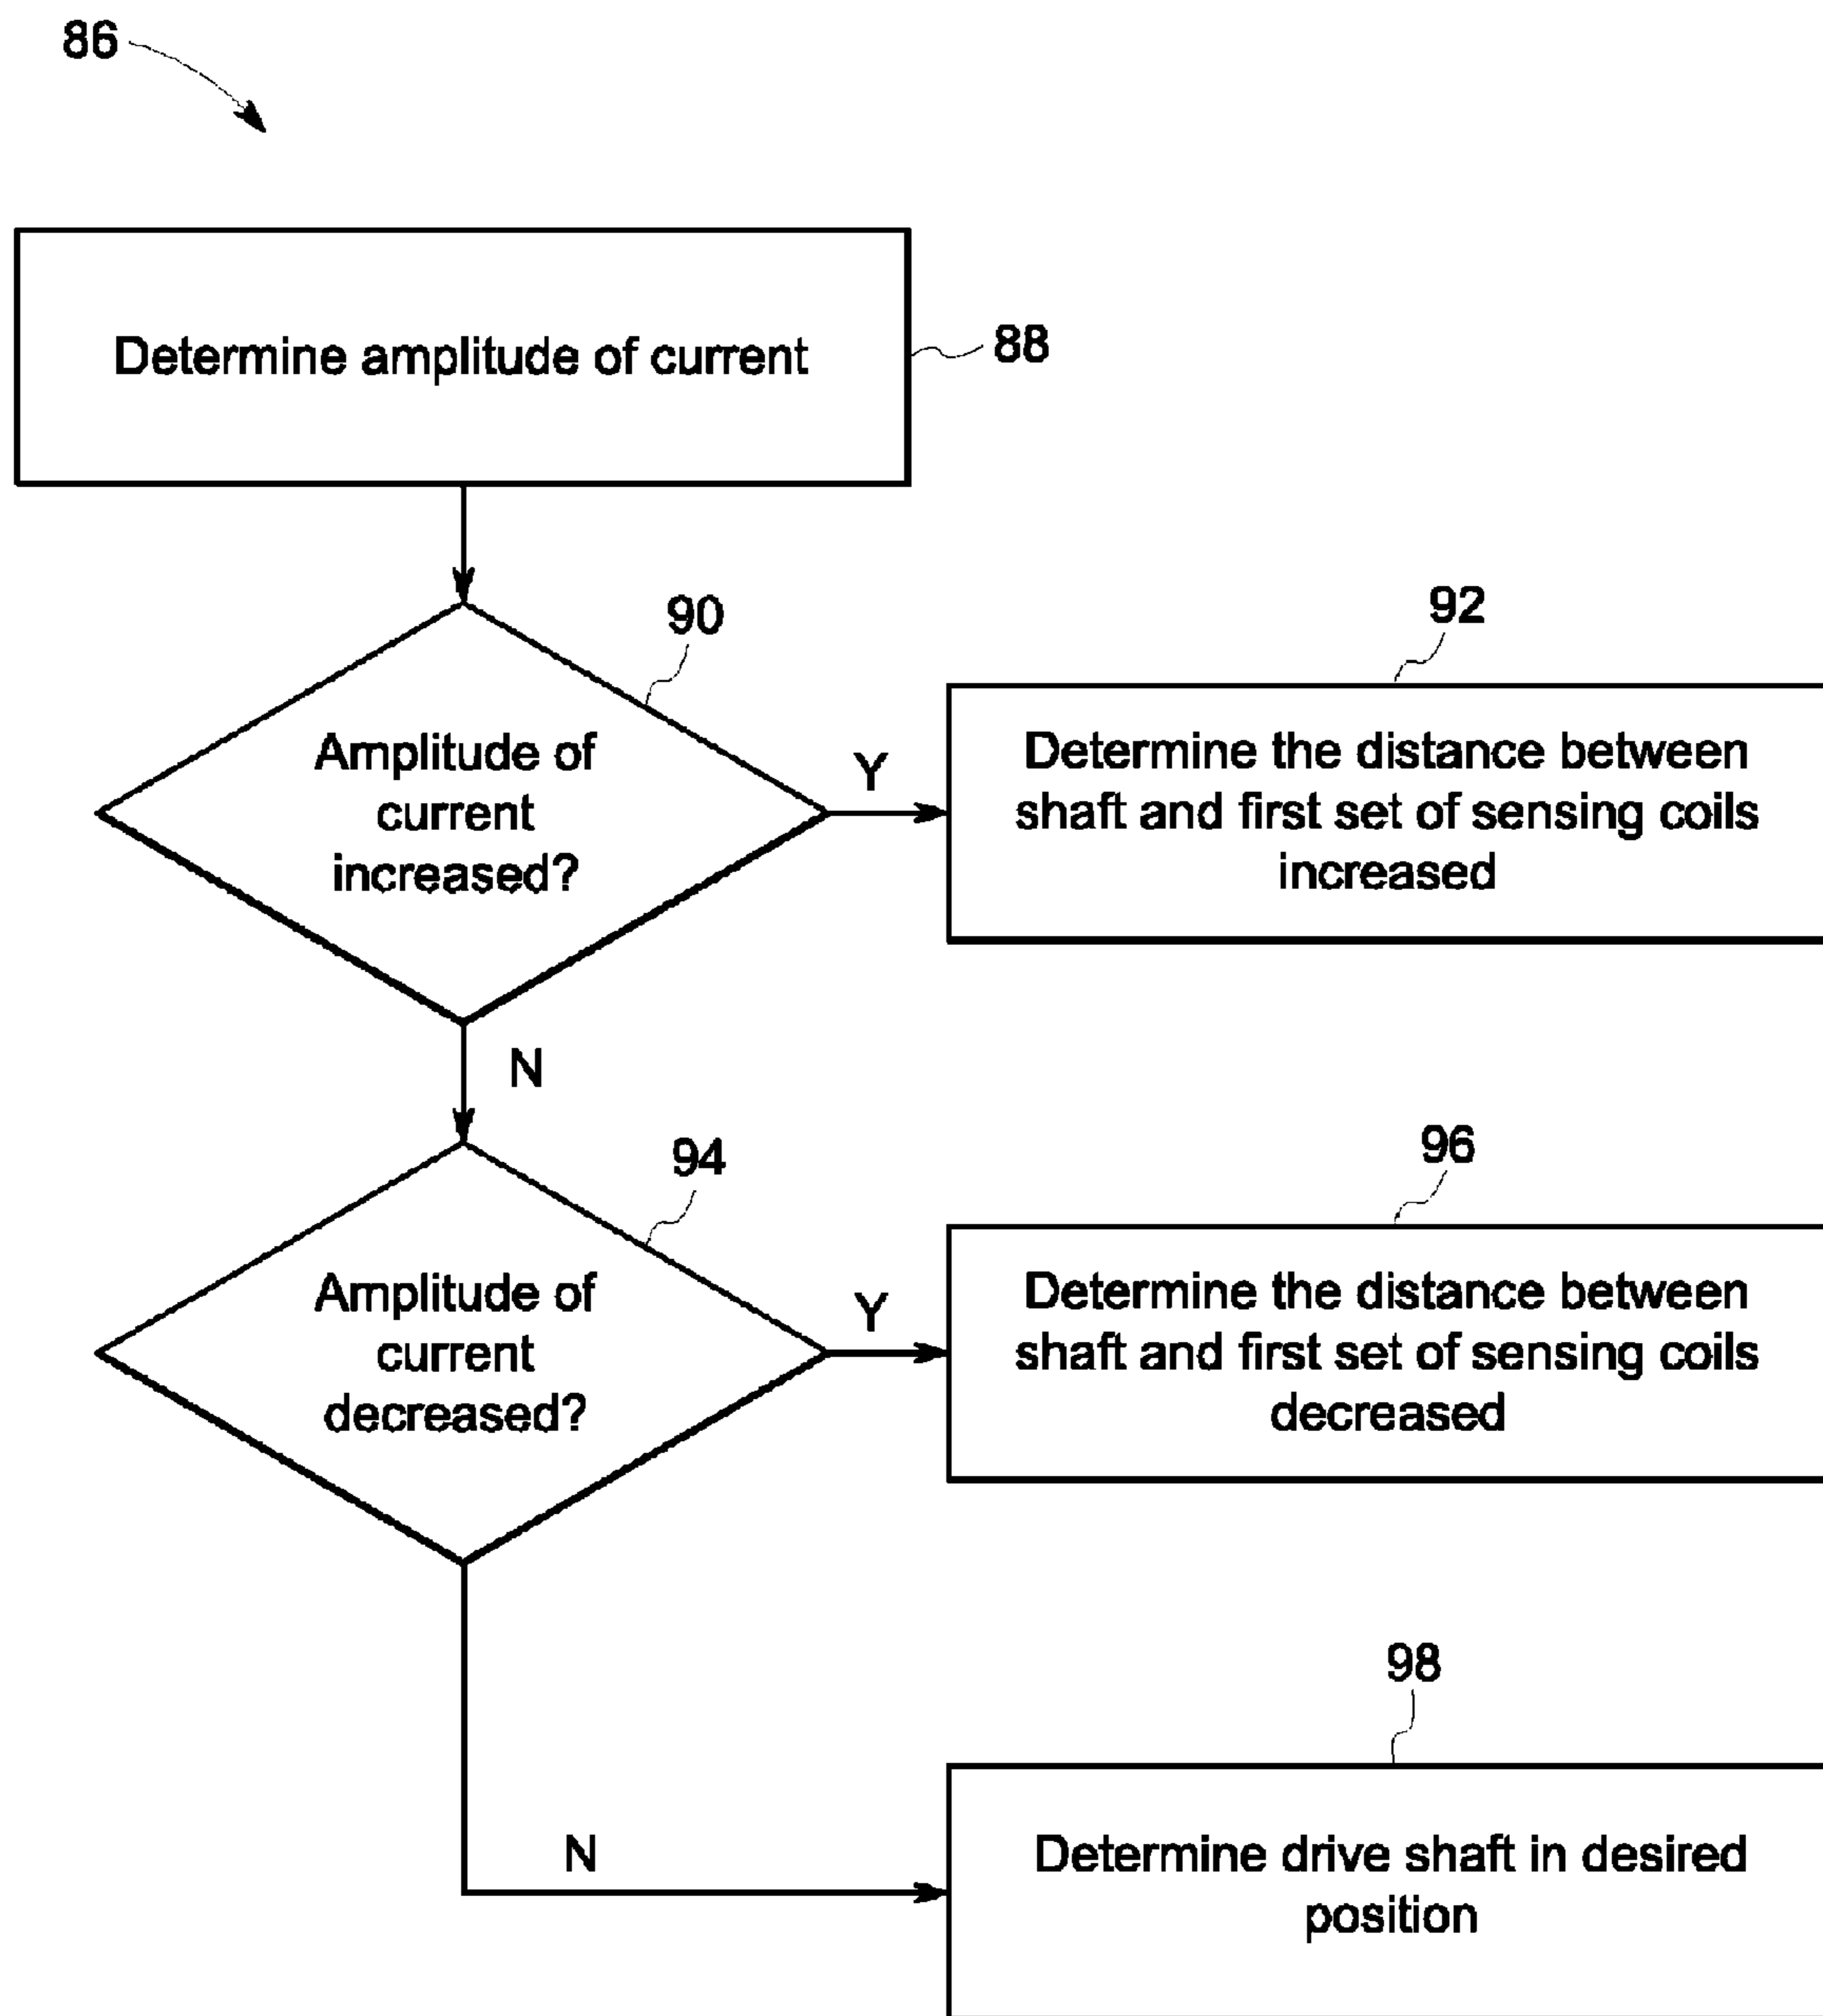 86
Determine amplitude of current
88
90
Amplitude of
current
increased?
Y
92
Determine the distance between
shaft and first set of sensing coils
increased
N
94
Amplitude of
current
decreased?
Y
96
Determine the distance between
shaft and first set of sensing coils
decreased
98
N
Determine drive shaft in desired
position